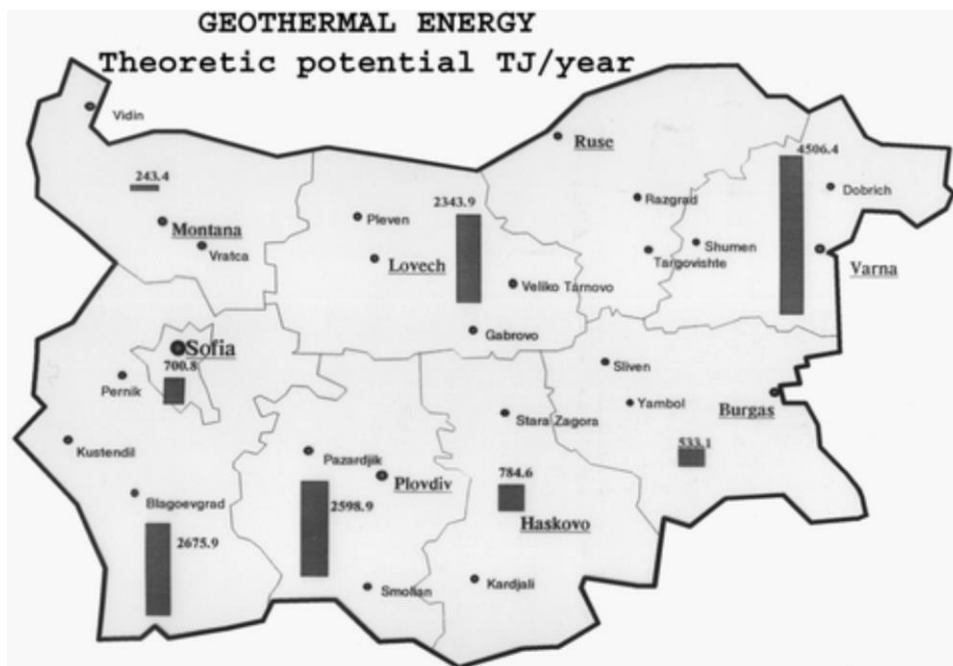 GEOTHERMAL ENERGY
Theoretic potential TJ/year
Vidin
Ruse
4506.4
243.4
Dobrich
Razgrad
2343.9
Pleven
Montana
Shumen
Vratca
Targovishte
Varna
Lovech
Veliko Tarnovo
Gabrovo
Sofia
700.8
Sliven
Pernik
Yambol
Burgas
Stara Zagora
Kustendil
533.1
Pazardjik
784.6
Plovdiv
Blagoevgrad
2598.9
Haskovo
2675.9
Kardjali
Smolian